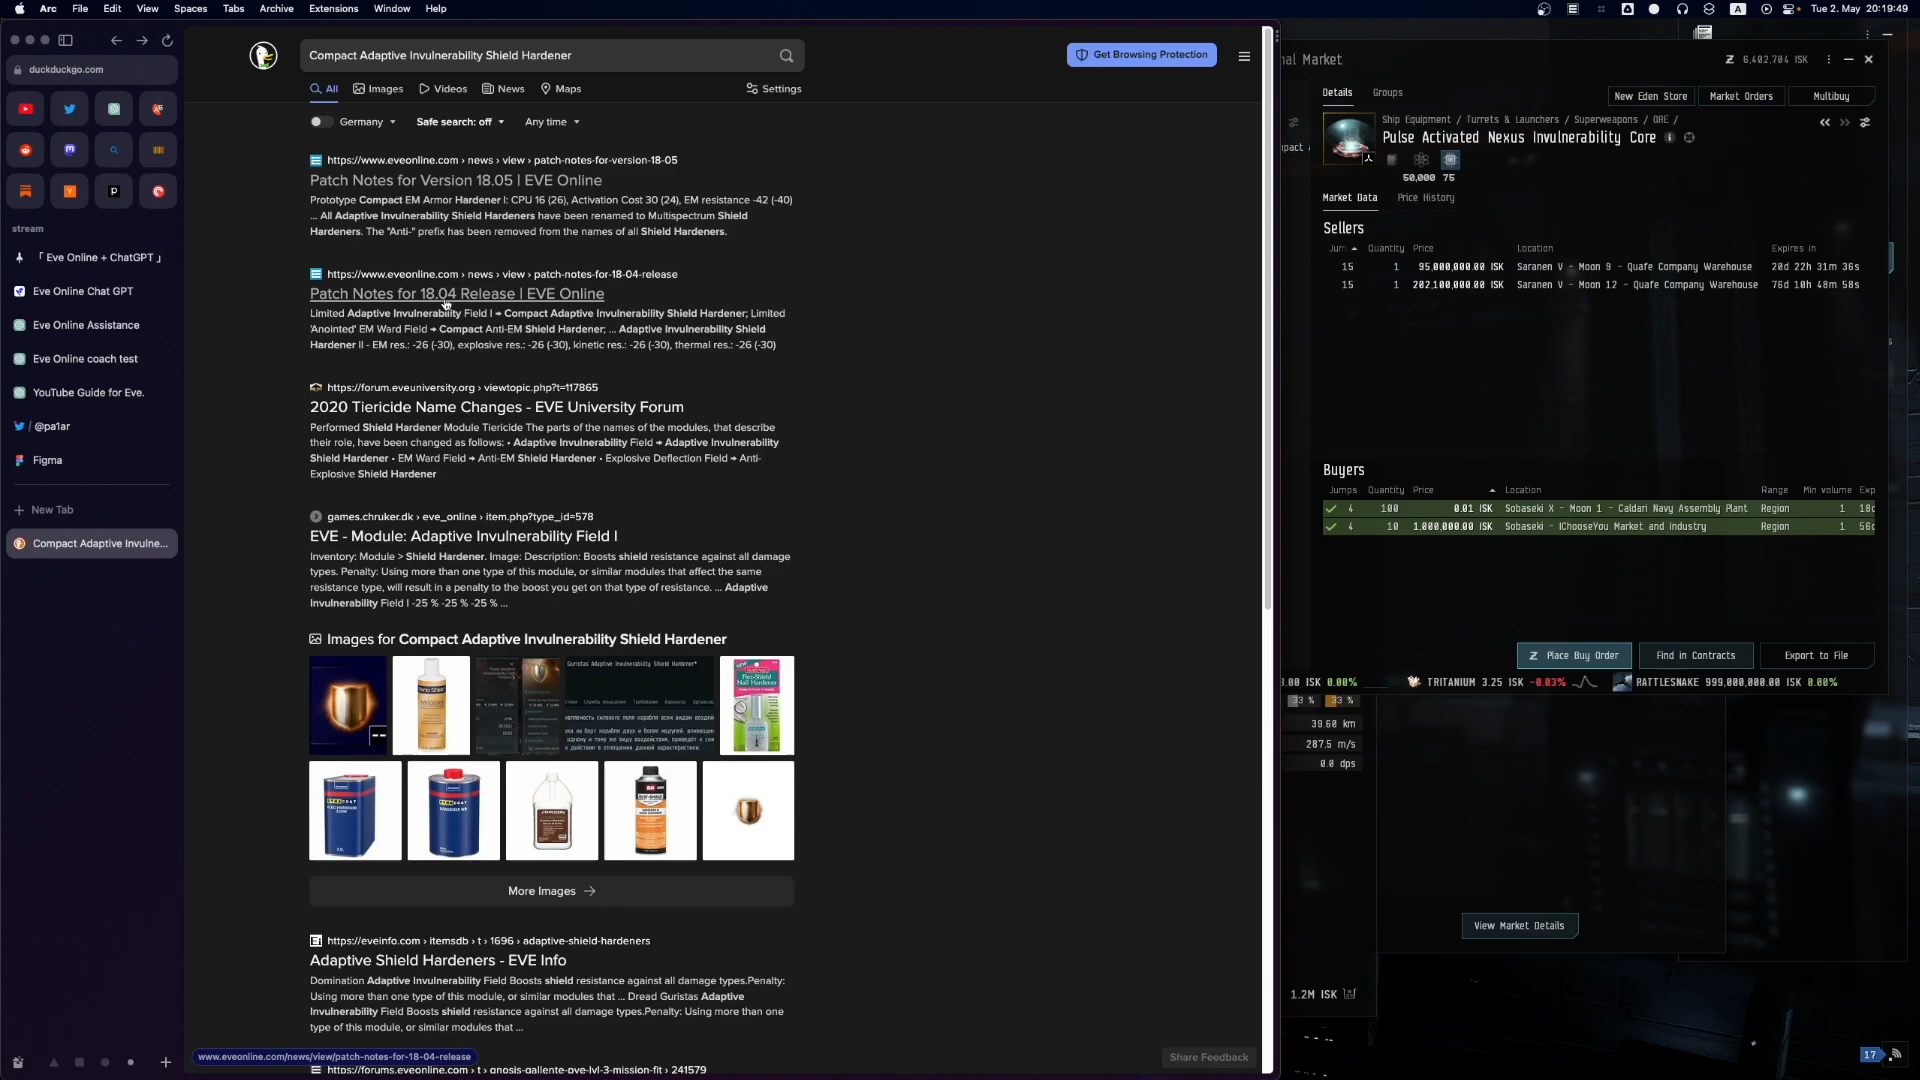 Arc File Edit View Spaces Tabs Archive Extensions Window Help
A Tue 2. May 20:19:49
duckduckgo.com
stream
「 Eve Online + ChatGPT 」
Eve Online Chat GPT
Eve Online Assistance
Eve Online coach test
YouTube Guide for Eve.
/ @pa1ar
Figma
+ New Tab
Compact Adaptive Invulne...
Compact Adaptive Invulnerability Shield Hardener
Get Browsing Protection
All Images Videos News Maps Settings
Germany Safe search: off Any time
https://www.eveonline.com › news › view › patch-notes-for-version-18-05
Patch Notes for Version 18.05 | EVE Online
Prototype Compact EM Armor Hardener I: CPU 16 (26), Activation Cost 30 (24), EM resistance -42 (-40)
... All Adaptive Invulnerability Shield Hardeners have been renamed to Multispectrum Shield
Hardeners. The "Anti-" prefix has been removed from the names of all Shield Hardeners.
https://www.eveonline.com › news › view › patch-notes-for-18-04-release
Patch Notes for 18.04 Release | EVE Online
Limited Adaptive Invulnerability Field I → Compact Adaptive Invulnerability Shield Hardener; Limited
'Anointed' EM Ward Field → Compact Anti-EM Shield Hardener; ... Adaptive Invulnerability Shield
Hardener II - EM res.: -26 (-30), explosive res.: -26 (-30), kinetic res.: -26 (-30), thermal res.: -26 (-30)
https://forum.eveuniversity.org › viewtopic.php?t=117865
2020 Tiericide Name Changes - EVE University Forum
Performed Shield Hardener Module Tiericide The parts of the names of the modules, that describe
their role, have been changed as follows: • Adaptive Invulnerability Field → Adaptive Invulnerability
Shield Hardener • EM Ward Field → Anti-EM Shield Hardener • Explosive Deflection Field → Anti-
Explosive Shield Hardener
games.chruker.dk › eve_online › item.php?type_id=578
EVE - Module: Adaptive Invulnerability Field I
Inventory: Module > Shield Hardener. Image: Description: Boosts shield resistance against all damage
types. Penalty: Using more than one type of this module, or similar modules that affect the same
resistance type, will result in a penalty to the boost you get on that type of resistance. ... Adaptive
Invulnerability Field I -25 % -25 % -25 % ...
Images for Compact Adaptive Invulnerability Shield Hardener
Guristas Adaptive Invulnerability Shield Hardener*
More Images →
https://eveinfo.com › itemsdb › t › 1696 › adaptive-shield-hardeners
Adaptive Shield Hardeners - EVE Info
Domination Adaptive Invulnerability Field Boosts shield resistance against all damage types.Penalty:
Using more than one type of this module, or similar modules that ... Dread Guristas Adaptive
Invulnerability Field Boosts shield resistance against all damage types.Penalty: Using more than one
type of this module, or similar modules that ...
www.eveonline.com/news/view/patch-notes-for-18-04-release
Share Feedback
https://forums.eveonline.com › t › gnosis-gallente-pve-lvl-3-mission-fit › 241579
nal Market
6,402,704 ISK
Details Groups
New Eden Store Market Orders Multibuy
Ship Equipment / Turrets & Launchers / Superweapons / ORE /
Pulse Activated Nexus Invulnerability Core
50,000 75
Market Data Price History
Sellers
Jum Quantity Price Location Expires in
15 1 95,000,000.00 ISK Saranen V - Moon 9 - Quafe Company Warehouse 20d 22h 31m 36s
15 1 202,100,000.00 ISK Saranen V - Moon 12 - Quafe Company Warehouse 76d 10h 48m 58s
Buyers
Jumps Quantity Price Location Range Min volume Exp
4 100 0.01 ISK Sobaseki X - Moon 1 - Caldari Navy Assembly Plant Region 1
4 10 1,000,000.00 ISK Sobaseki - IChooseYou Market and Industry Region 1
Place Buy Order Find in Contracts Export to File
.00 ISK 0.00% TRITANIUM 3.25 ISK -0.03% RATTLESNAKE 999,000,000.00 ISK 0.00%
33 % 33 %
39.60 km
287.5 m/s
0.0 dps
View Market Details
1.2M ISK
17